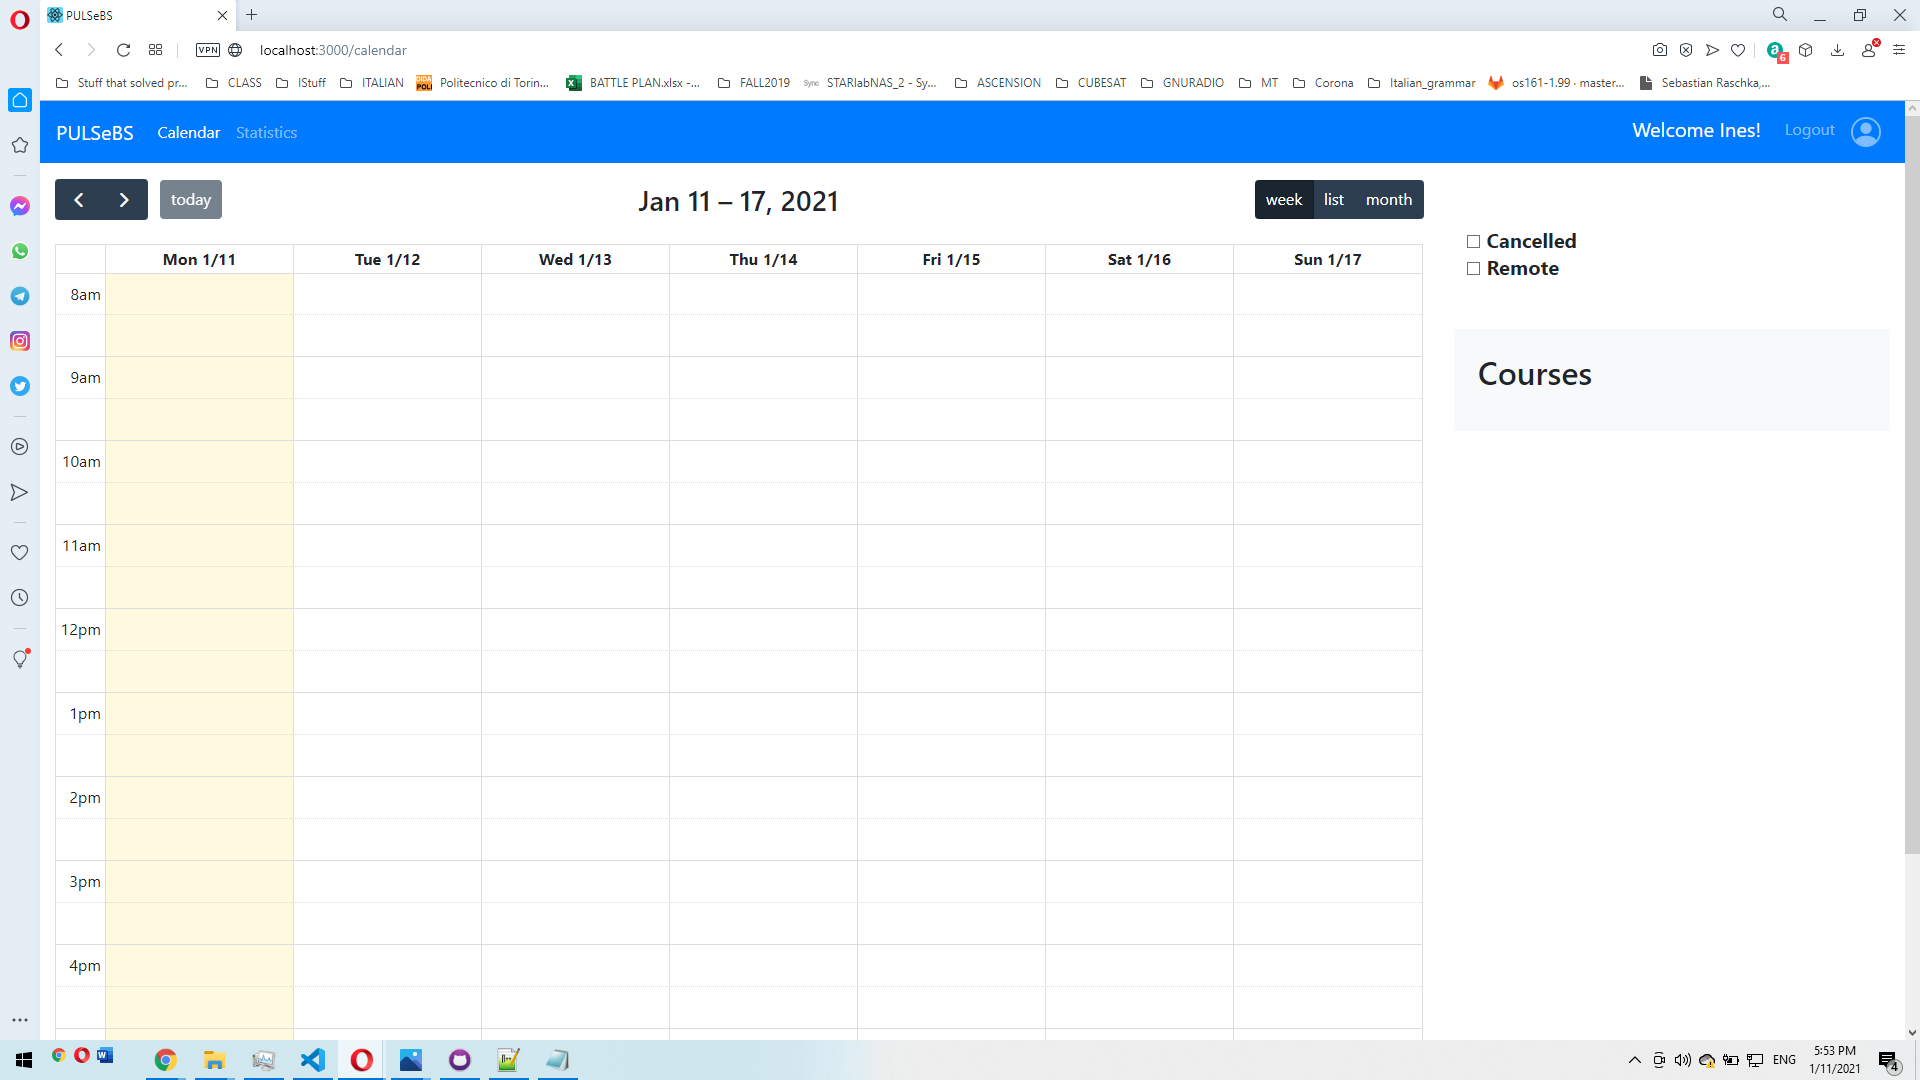 PULSeBS
VPN localhost:3000/calendar
6
Stuff that solved pr... CLASS IStuff ITALIAN Politecnico di Torin... BATTLE PLAN.xlsx -... FALL2019 Sync STARlabNAS_2 - Sy... ASCENSION CUBESAT GNURADIO MT Corona Italian_grammar os161-1.99 · master... Sebastian Raschka,...
PULSeBS Calendar Statistics Welcome Ines! Logout
today Jan 11 – 17, 2021 week list month
Mon 1/11 Tue 1/12 Wed 1/13 Thu 1/14 Fri 1/15 Sat 1/16 Sun 1/17
Cancelled
Remote
Courses
8am
9am
10am
11am
12pm
1pm
2pm
3pm
4pm
ENG 5:53 PM
1/11/2021
4